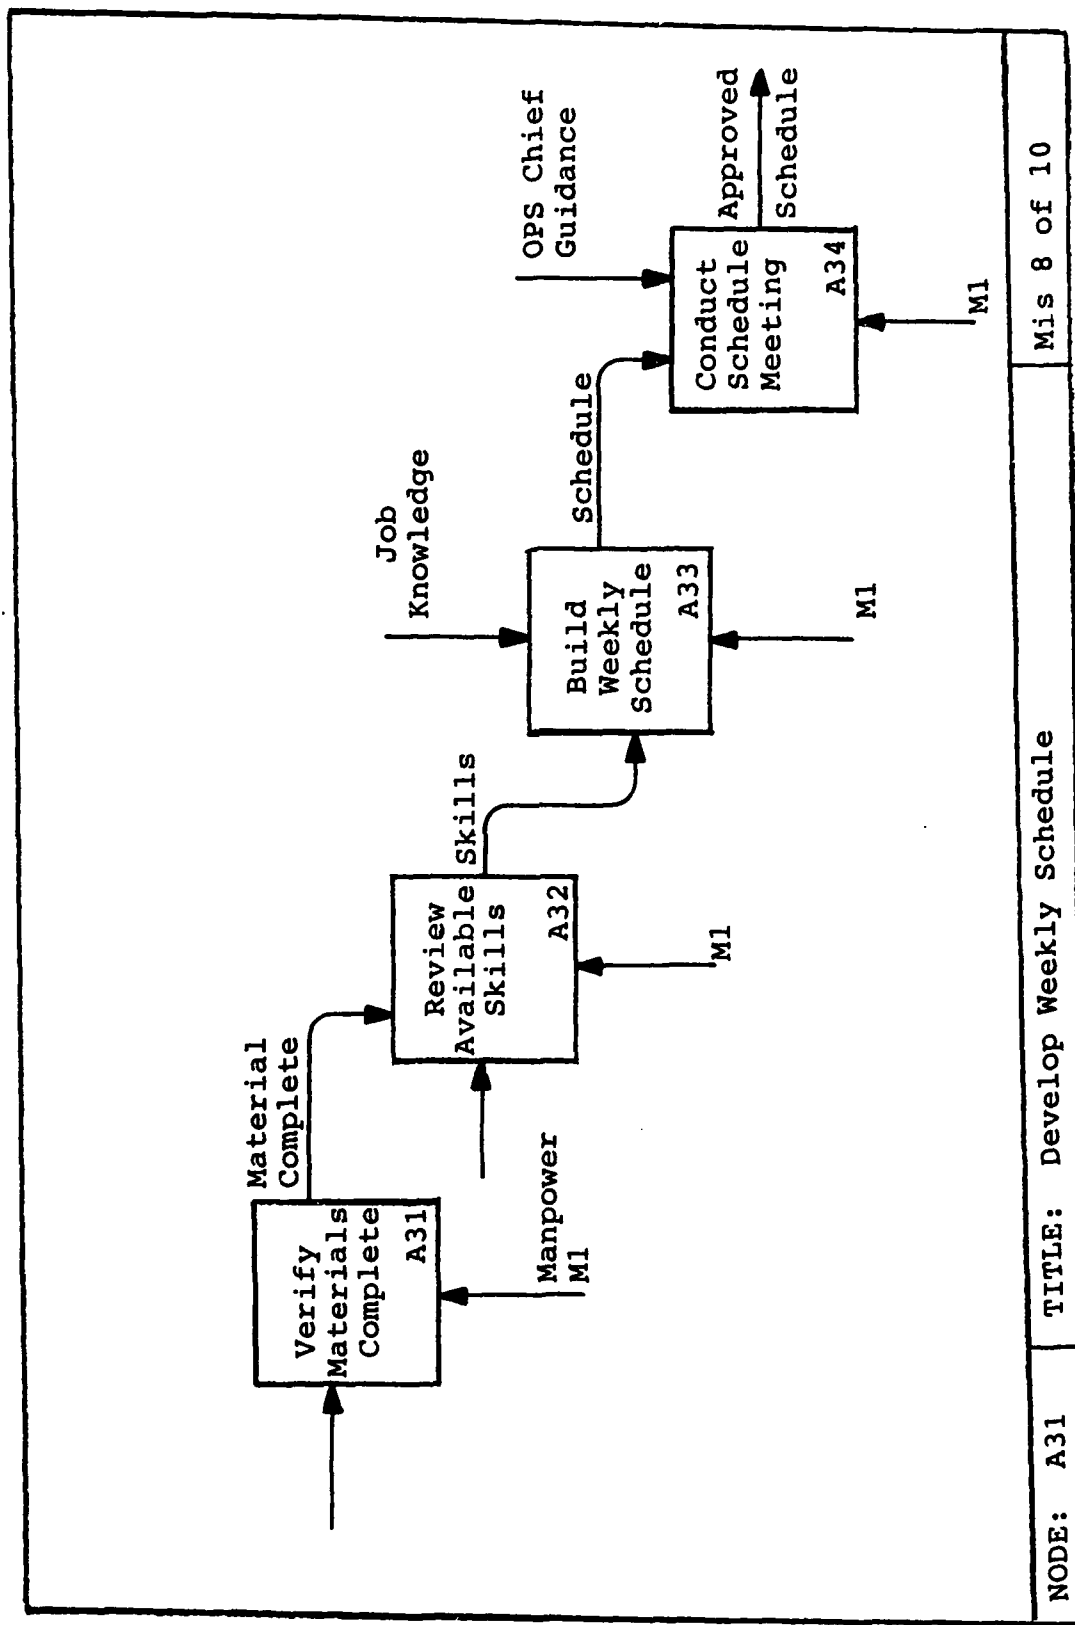 Verify
Materials
Complete
A31
Material
Complete
Manpower
M1
Review
Available
Skills
A32
Skills
M1
Job
Knowledge
Build
Weekly
Schedule
A33
Schedule
M1
OPS Chief
Guidance
Conduct
Schedule
Meeting
A34
Approved
Schedule
M1
NODE: A31
TITLE: Develop Weekly Schedule
Mis 8 of 10